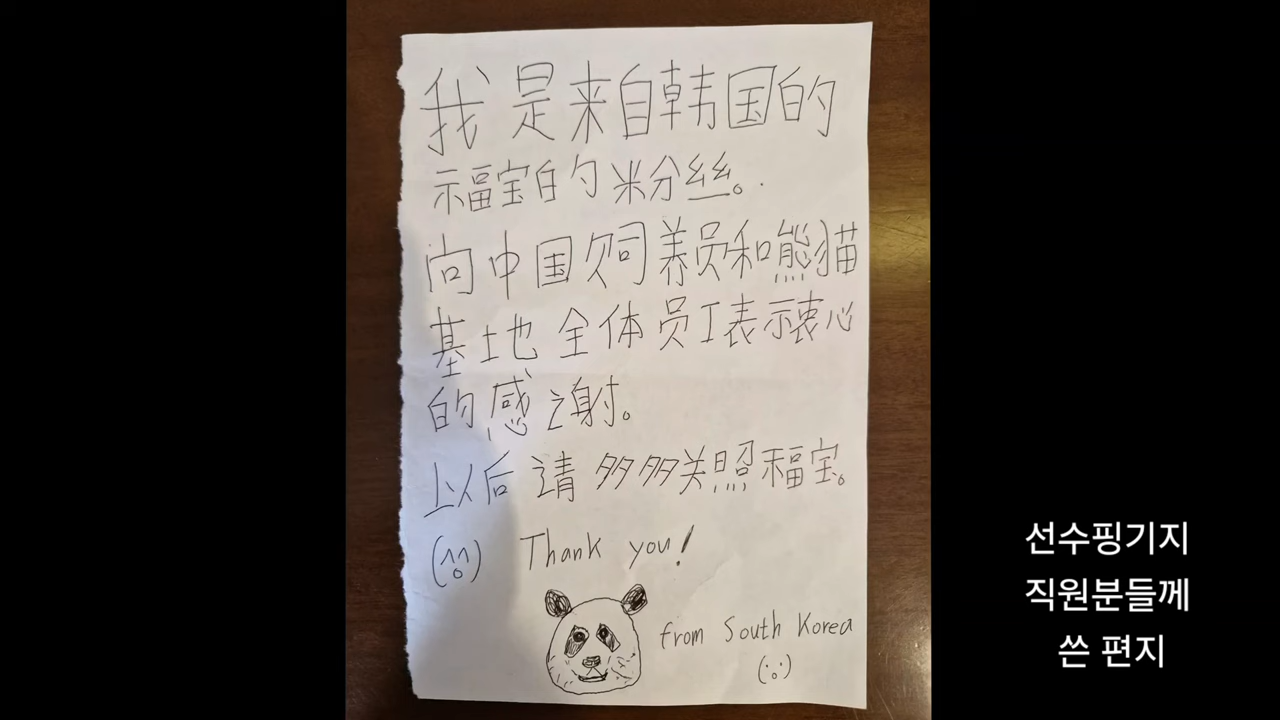 我是来自韩国的
福宝的粉丝。
向中国饲养员和熊猫
基地全体员工表示衷心
的感谢。
以后请多多关照福宝。
(^o^) Thank you!
from South Korea
(:o:)
선수핑기지
직원분들께
쓴 편지